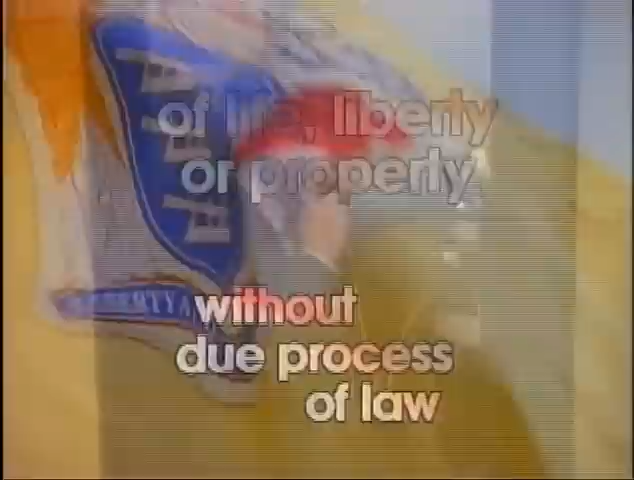 of life, liberty
or property
without
due process
of law